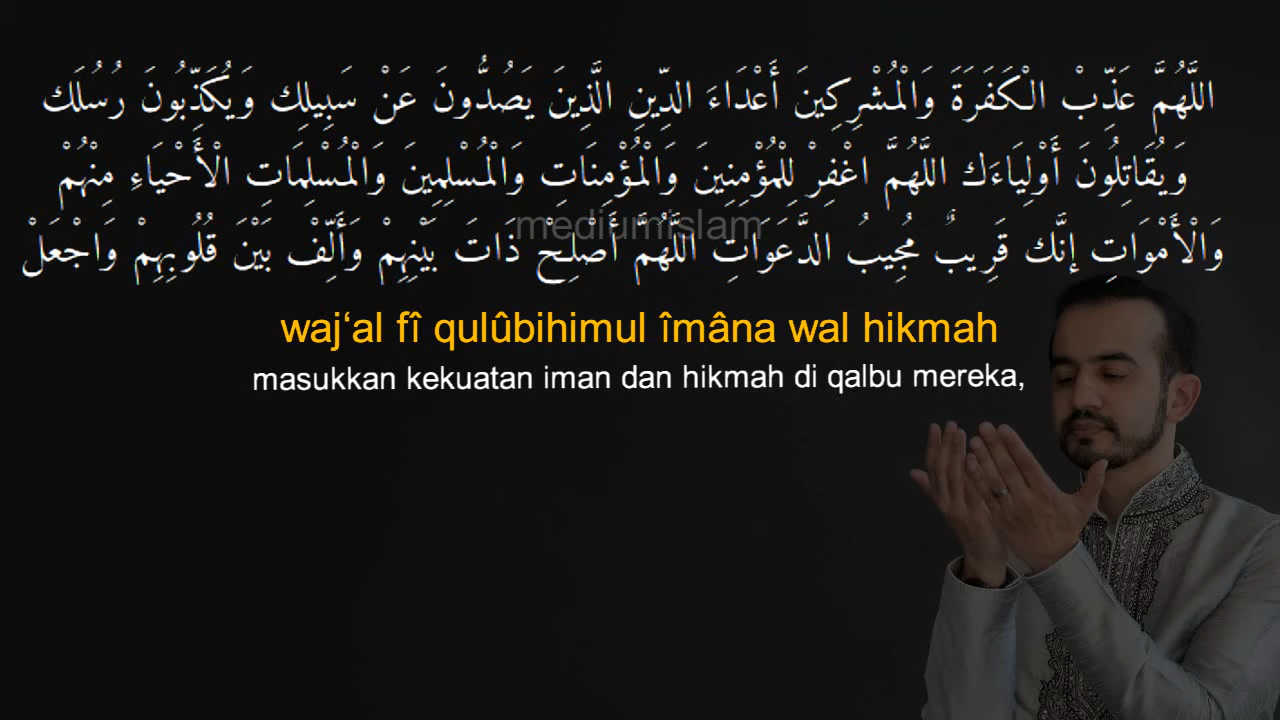 اللَّهُمَّ عَذِّبْ الْكَفَرَةَ وَالْمُشْرِكِينَ أَعْدَاءَ الدِّينِ الَّذِينَ يَصُدُّونَ عَنْ سَبِيلِك وَيُكَذِّبُونَ رُسُلَك
وَيُقَاتِلُونَ أَوْلِيَاءَك اللَّهُمَّ اغْفِرْ لِلْمُؤْمِنِينَ وَالْمُؤْمِنَاتِ وَالْمُسْلِمِينَ وَالْمُسْلِمَاتِ الْأَحْيَاءِ مِنْهُمْ
mediumislam
وَالْأَمْوَاتِ إنَّك قَرِيبٌ مُجِيبُ الدَّعَوَاتِ اللَّهُمَّ أَصْلِحْ ذَاتَ بَيْنِهِمْ وَأَلِّفْ بَيْنَ قُلُوبِهِمْ وَاجْعَلْ
waj‘al fî qulûbihimul îmâna wal hikmah
masukkan kekuatan iman dan hikmah di qalbu mereka,